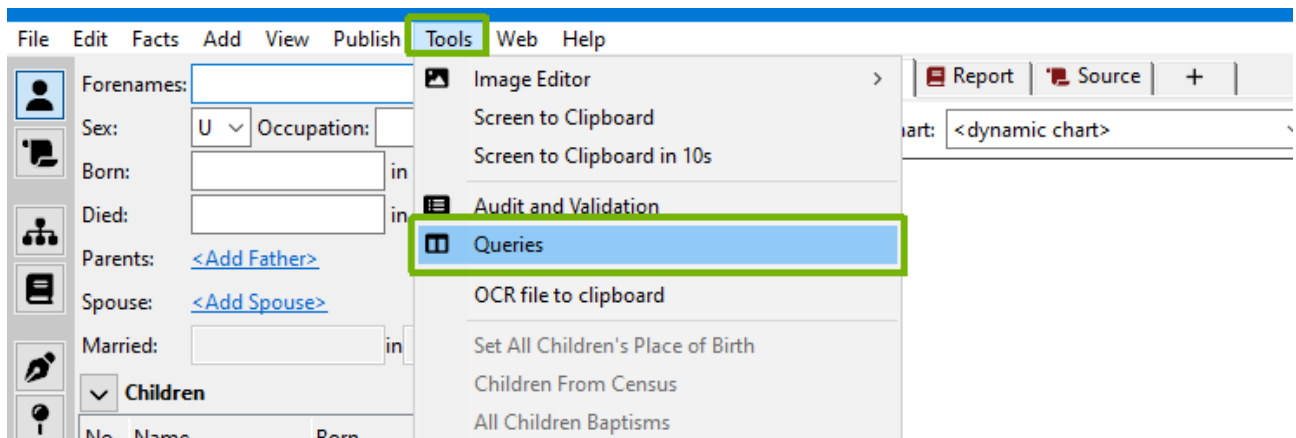 File Edit Facts Add View Publish Tools Web Help
Forenames:
Sex: U Occupation:
Born: in
Died: in
Parents: <Add Father>
Spouse: <Add Spouse>
Married: in
Children
No Name Born
Image Editor
Screen to Clipboard
Screen to Clipboard in 10s
Audit and Validation
Queries
OCR file to clipboard
Set All Children's Place of Birth
Children From Census
All Children Baptisms
Report Source +
<dynamic chart>